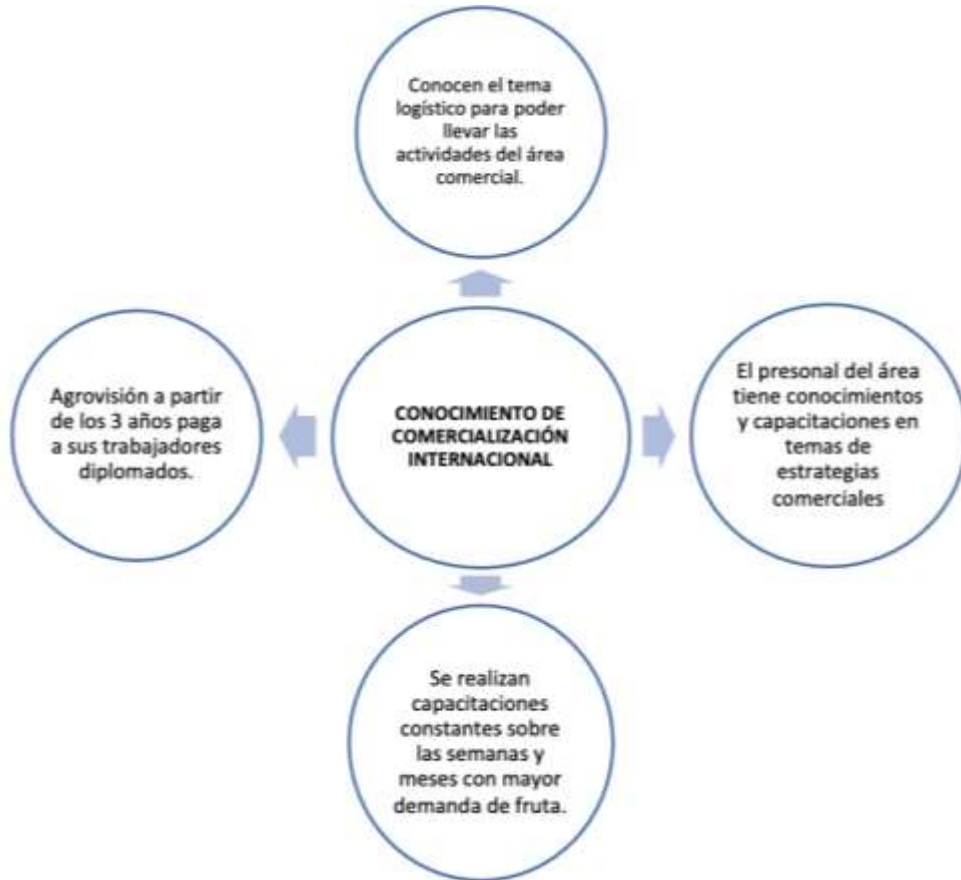 Conocen el tema
logístico para poder
llevar las
actividades del área
comercial.
Agrovisión a partir
de los 3 años paga
a sus trabajadores
diplomados.
CONOCIMIENTO DE
COMERCIALIZACIÓN
INTERNACIONAL
El presonal del área
tiene conocimientos
y capacitaciones en
temas de
estrategias
comerciales
Se realizan
capacitaciones
constantes sobre
las semanas y
meses con mayor
demanda de fruta.